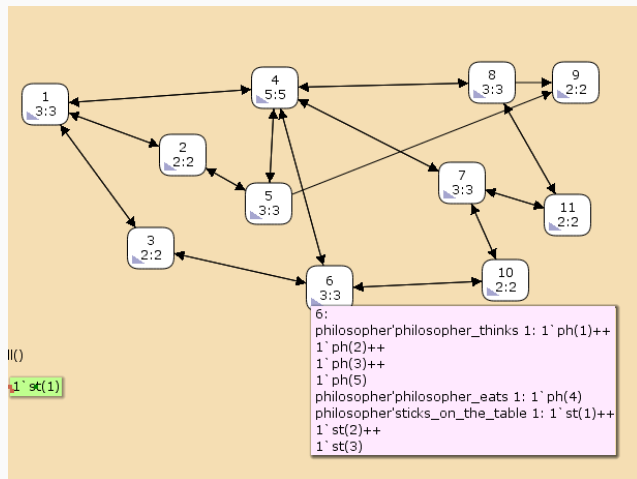 1
3:3
4
5:5
8
3:3
9
2:2
2
2:2
5
3:3
7
3:3
11
2:2
3
2:2
6
3:3
10
2:2
6:
philosopher'philosopher_thinks 1: 1`ph(1)++
1`ph(2)++
1`ph(3)++
1`ph(5)
philosopher'philosopher_eats 1: 1`ph(4)
philosopher'sticks_on_the_table 1: 1`st(1)++
1`st(2)++
1`st(3)
ll()
1`st(1)